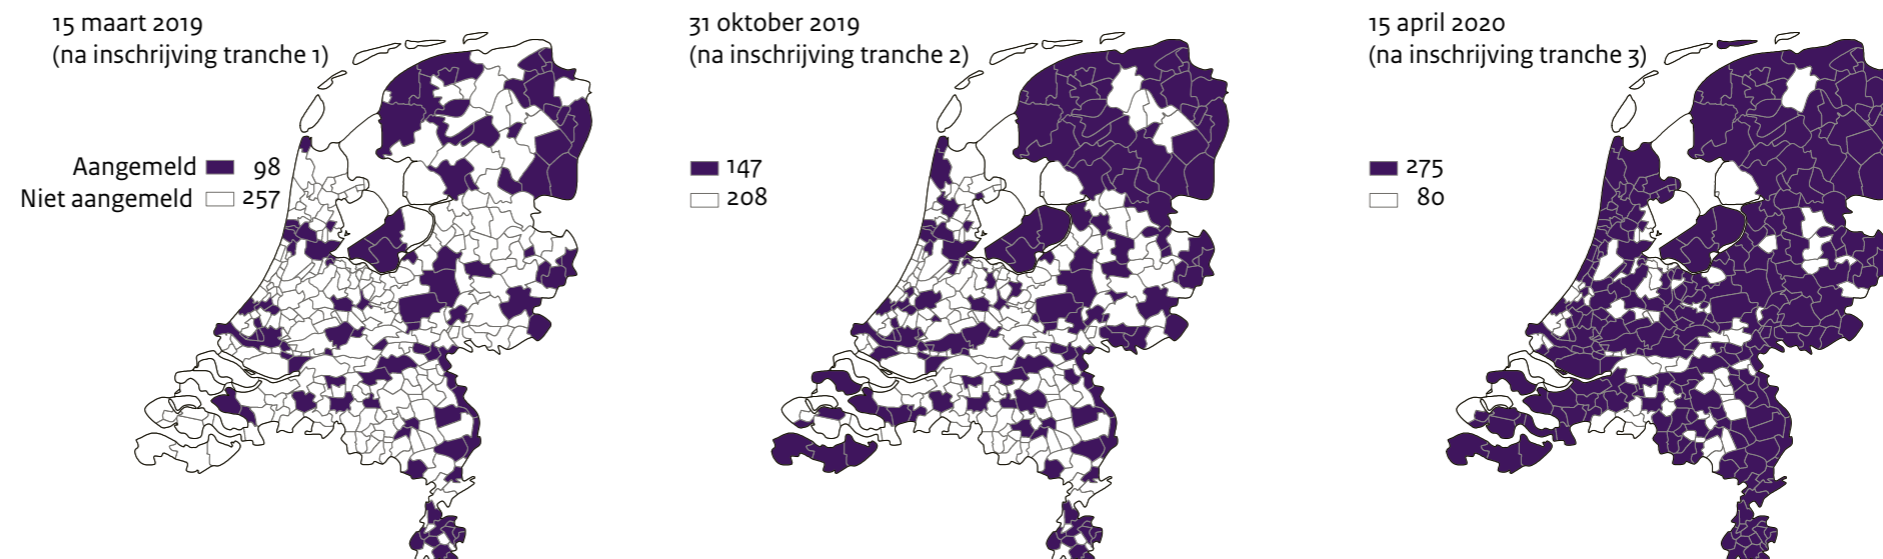 15 maart 2019
(na inschrijving tranche 1)
Aangemeld 98
Niet aangemeld 257
31 oktober 2019
(na inschrijving tranche 2)
147
208
15 april 2020
(na inschrijving tranche 3)
275
80